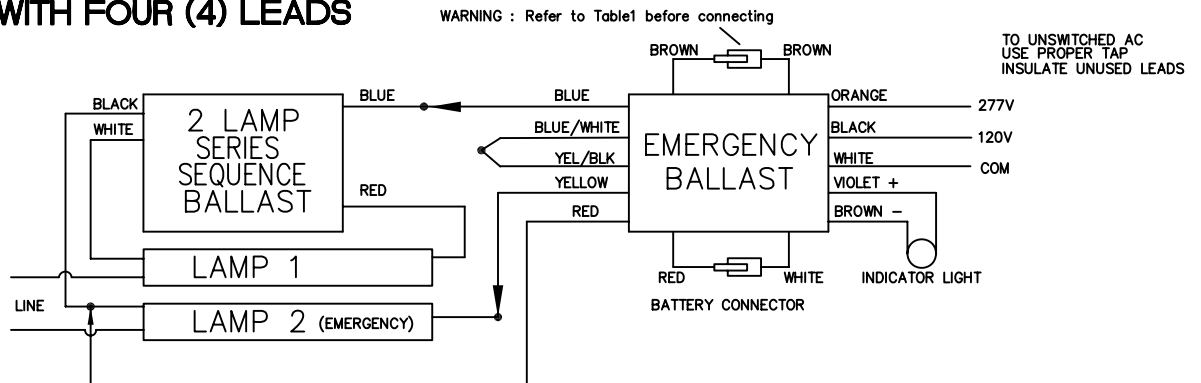 WITH FOUR (4) LEADS
WARNING : Refer to Table1 before connecting
BROWN
BROWN
TO UNSWITCHED AC
USE PROPER TAP
INSULATE UNUSED LEADS
BLACK
WHITE
2 LAMP
SERIES
SEQUENCE
BALLAST
BLUE
RED
BLUE
BLUE/WHITE
YEL/BLK
YELLOW
RED
EMERGENCY
BALLAST
ORANGE
BLACK
WHITE
VIOLET +
BROWN -
277V
120V
COM
LAMP 1
RED
WHITE
INDICATOR LIGHT
BATTERY CONNECTOR
LINE
LAMP 2 (EMERGENCY)